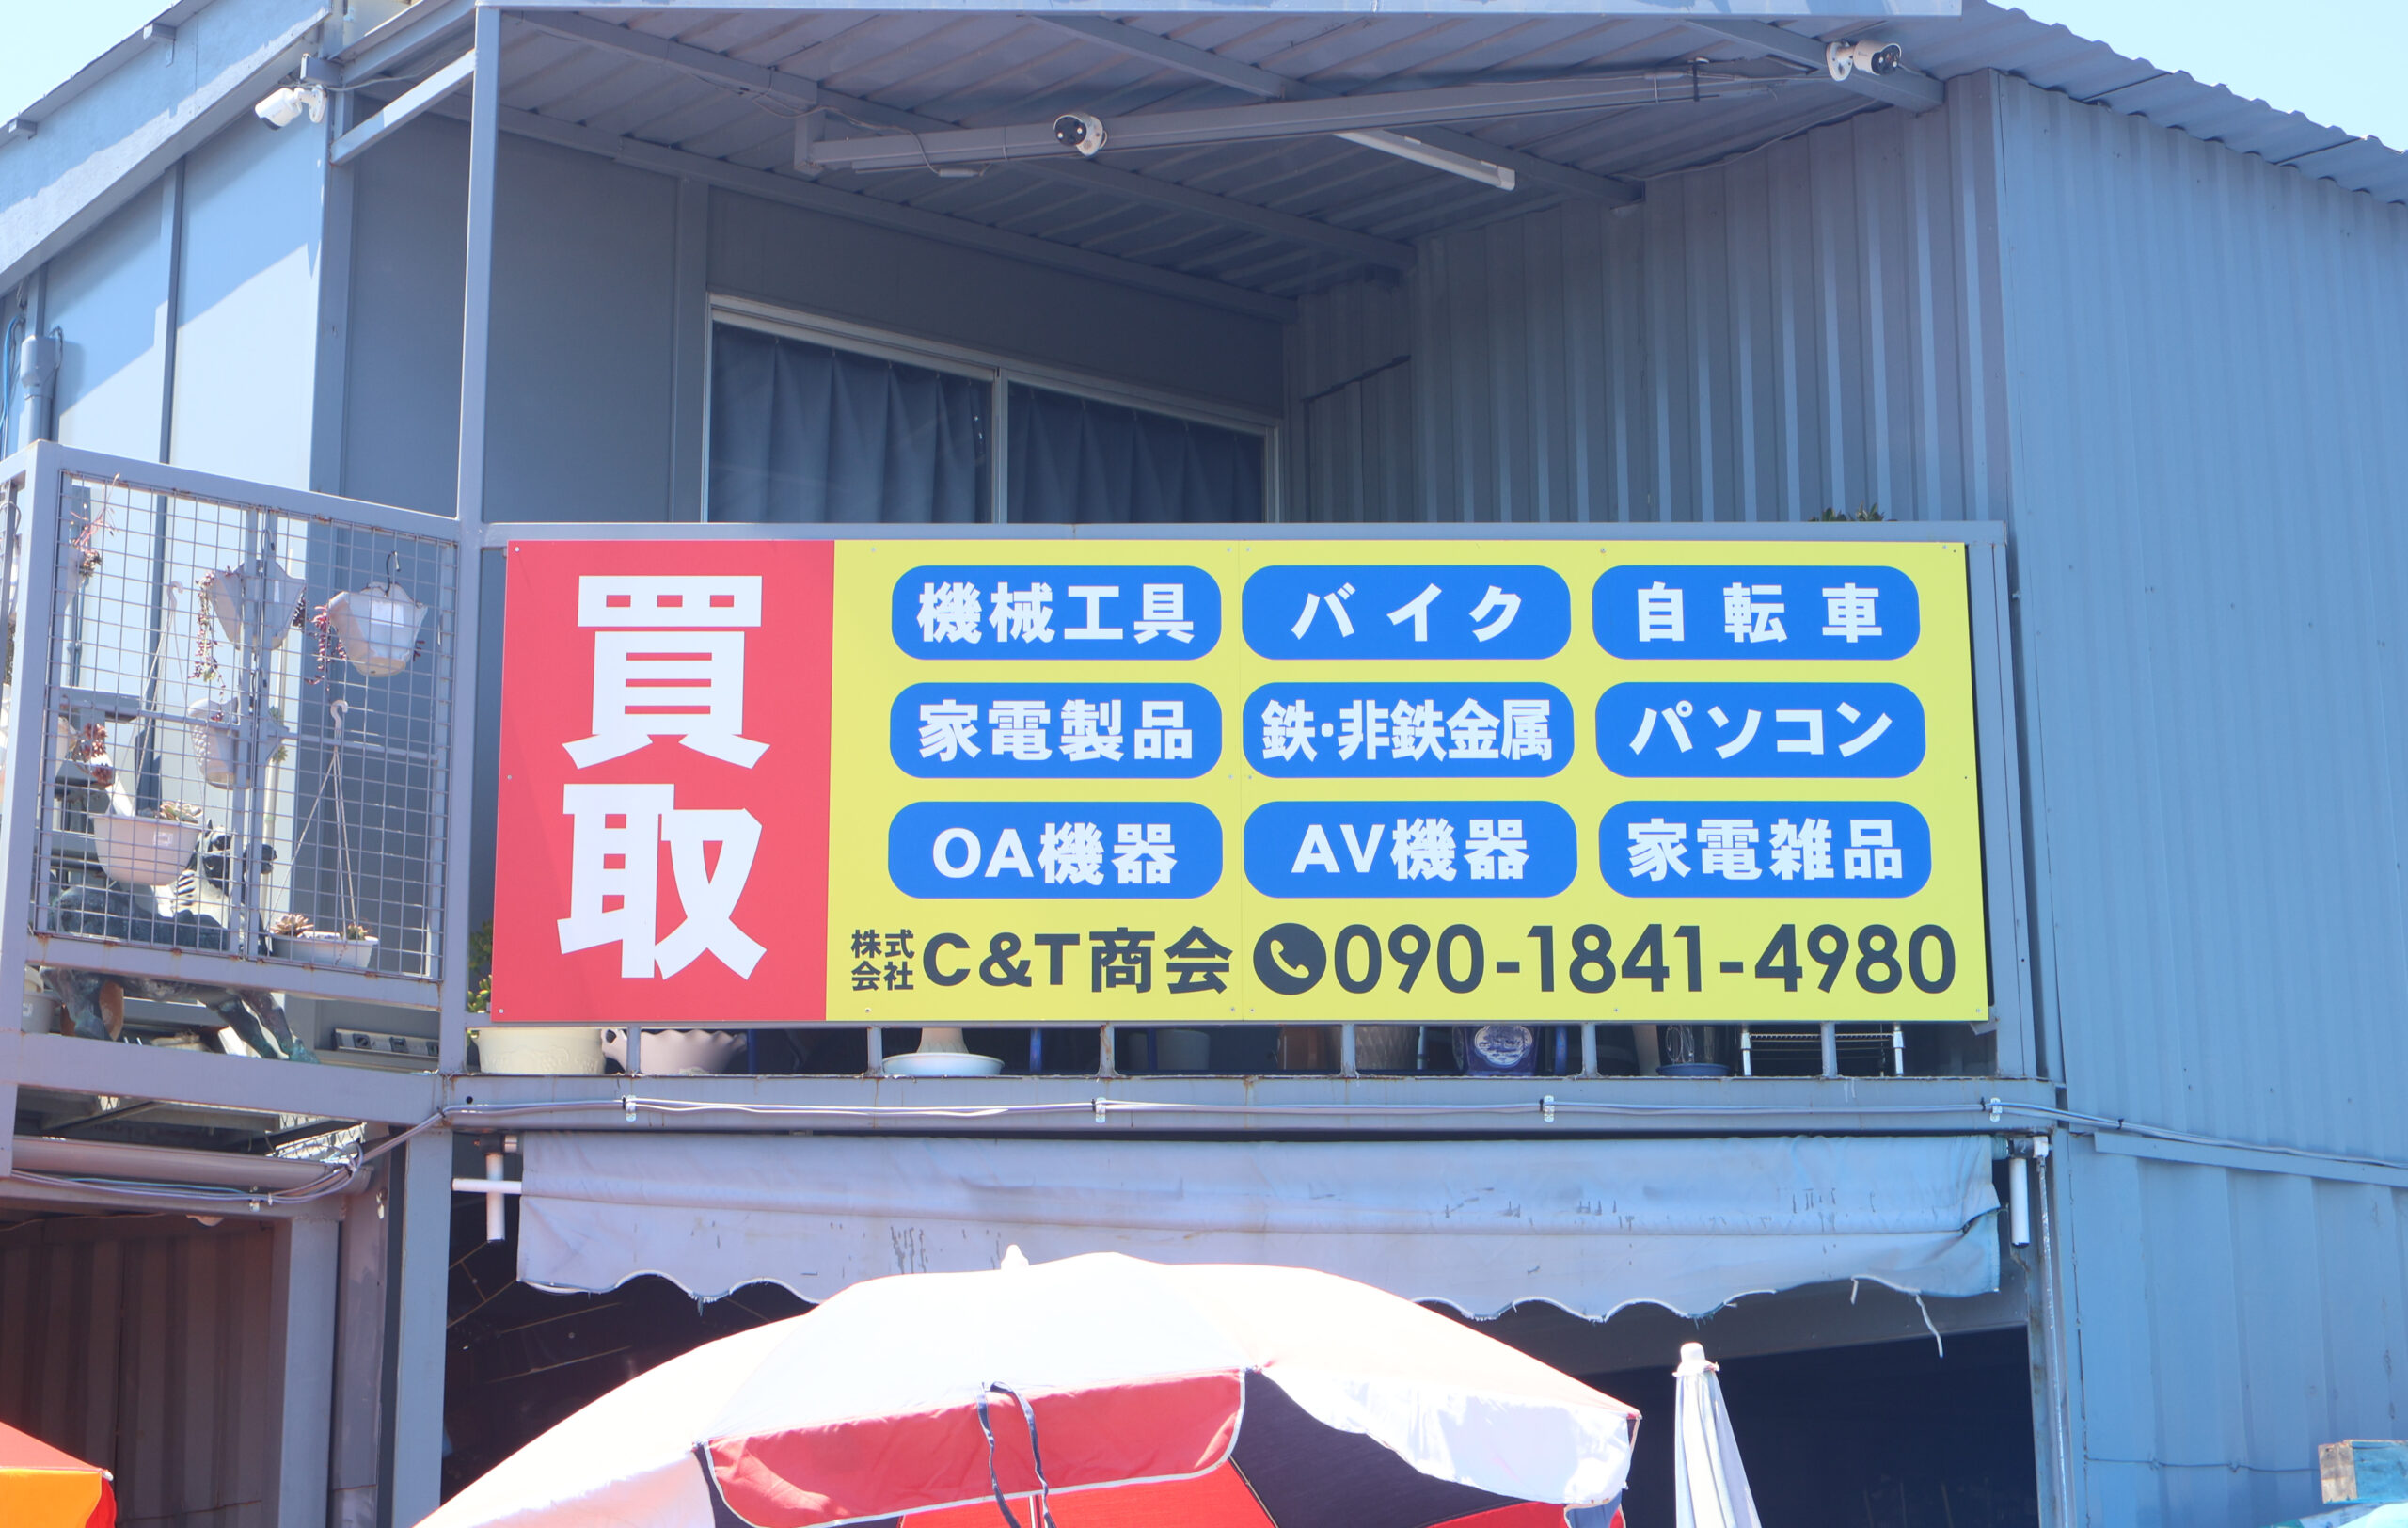 買取
機械工具 バイク 自転車
家電製品 鉄・非鉄金属 パソコン
OA機器 AV機器 家電雑品
株式会社 C&T商会 090-1841-4980